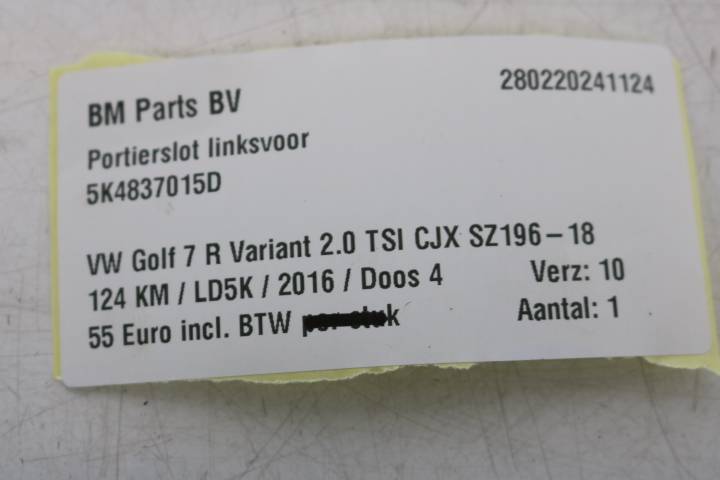 BM Parts BV 280220241124
Portierslot linksvoor
5K4837015D
VW Golf 7 R Variant 2.0 TSI CJX SZ196-18
124 KM / LD5K / 2016 / Doos 4 Verz: 10
55 Euro incl. BTW Aantal: 1